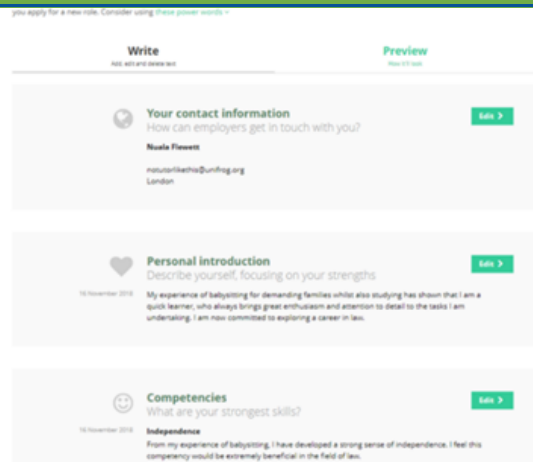 you apply for a new role. Consider using these power words >
Write
Add, edit and delete text
Preview
Your contact information
How can employers get in touch with you?
Edit >
Nuala Flewett
notutorlikethis@unifrog.org
London
Personal introduction
Describe yourself, focusing on your strengths
Edit >
16 November 2018
My experience of babysitting for demanding families whilst also studying has shown that I am a
quick learner, who always brings great enthusiasm and attention to detail to the tasks I am
undertaking. I am now committed to exploring a career in law.
Competencies
What are your strongest skills?
Edit >
16 November 2018
Independence
From my experience of babysitting, I have developed a strong sense of independence. I feel this
competency would be extremely beneficial in the field of law.